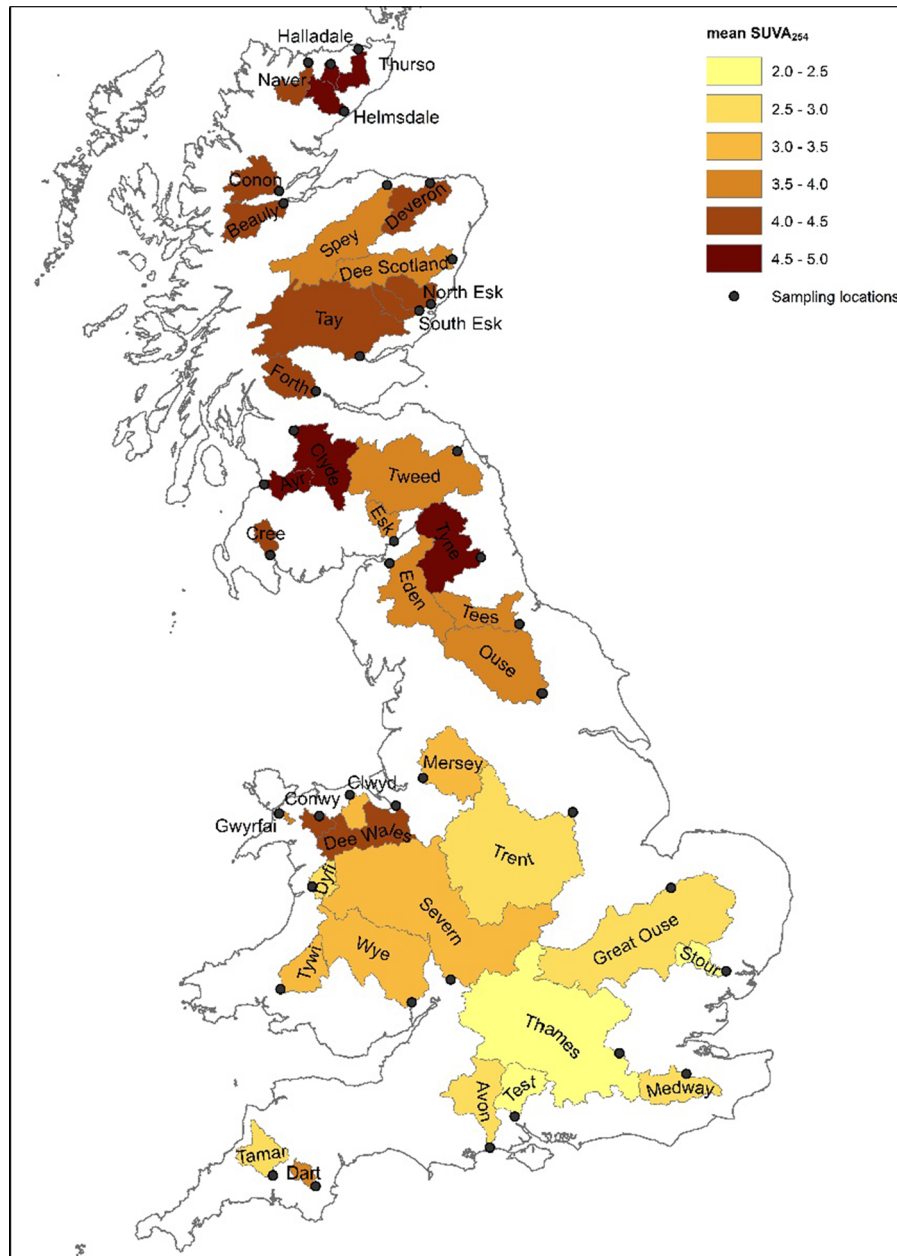 mean SUVA₂₅₄
2.0 - 2.5
2.5 - 3.0
3.0 - 3.5
3.5 - 4.0
4.0 - 4.5
4.5 - 5.0
Sampling locations
Halladale
Thurso
Naver
Helmsdale
Conon
Beauly
Deveron
Spey
Dee Scotland
North Esk
South Esk
Tay
Forth
Clyde
Ayr
Tweed
Esk
Cree
Tyne
Eden
Tees
Ouse
Mersey
Clwyd
Conwy
Gwyrfai
Dee Wales
Trent
Dyfi
Severn
Great Ouse
Stour
Tywi
Wye
Thames
Medway
Avon
Test
Tamar
Dart